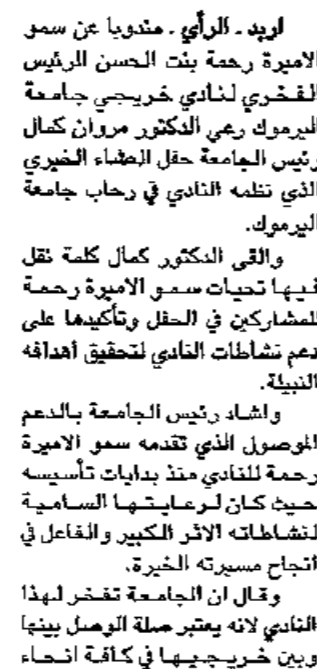 اربد ـ الرأي ـ مندوبا عن سمو
الاميرة رحمة بنت الحسن الرئيس
الفخري لنادي خريجي جامعة
اليرموك رعى الدكتور مروان كمال
رئيس الجامعة حفل العشاء الخيري
الذي نظمه النادي في رحاب جامعة
اليرموك.
والقى الدكتور كمال كلمة نقل
فيها تحيات سمو الاميرة رحمة
للمشاركين في الحفل وتأكيدها على
دعم نشاطات النادي لتحقيق أهدافه
النبيلة.
واشاد رئيس الجامعة بالدعم
الموصول الذي تقدمه سمو الاميرة
رحمة للنادي منذ بدايات تأسيسه
حيث كان لرعايتها السامية
لنشاطاته الاثر الكبير والفاعل في
انجاح مسيرته الخيرة.
وقال ان الجامعة تفخر لهذا
النادي لانه يعتبر صلة الوصل بينها
وبين خريجيها في كافة انحاء